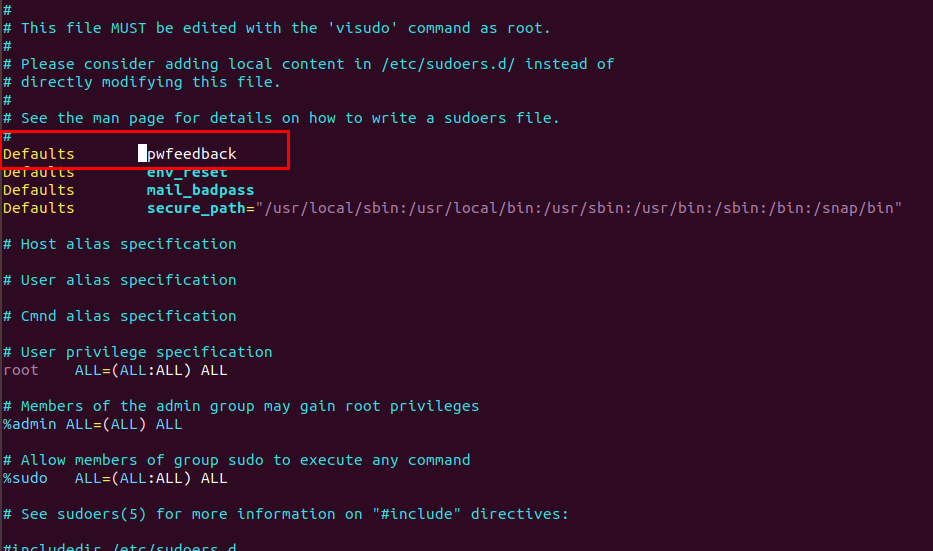 #
# This file MUST be edited with the 'visudo' command as root.
#
# Please consider adding local content in /etc/sudoers.d/ instead of
# directly modifying this file.
#
# See the man page for details on how to write a sudoers file.
#
Defaults        pwfeedback
Defaults        env_reset
Defaults        mail_badpass
Defaults        secure_path="/usr/local/sbin:/usr/local/bin:/usr/sbin:/usr/bin:/sbin:/bin:/snap/bin"
# Host alias specification
# User alias specification
# Cmnd alias specification
# User privilege specification
root    ALL=(ALL:ALL) ALL
# Members of the admin group may gain root privileges
%admin ALL=(ALL) ALL
# Allow members of group sudo to execute any command
%sudo   ALL=(ALL:ALL) ALL
# See sudoers(5) for more information on "#include" directives:
#includedir /etc/sudoers.d